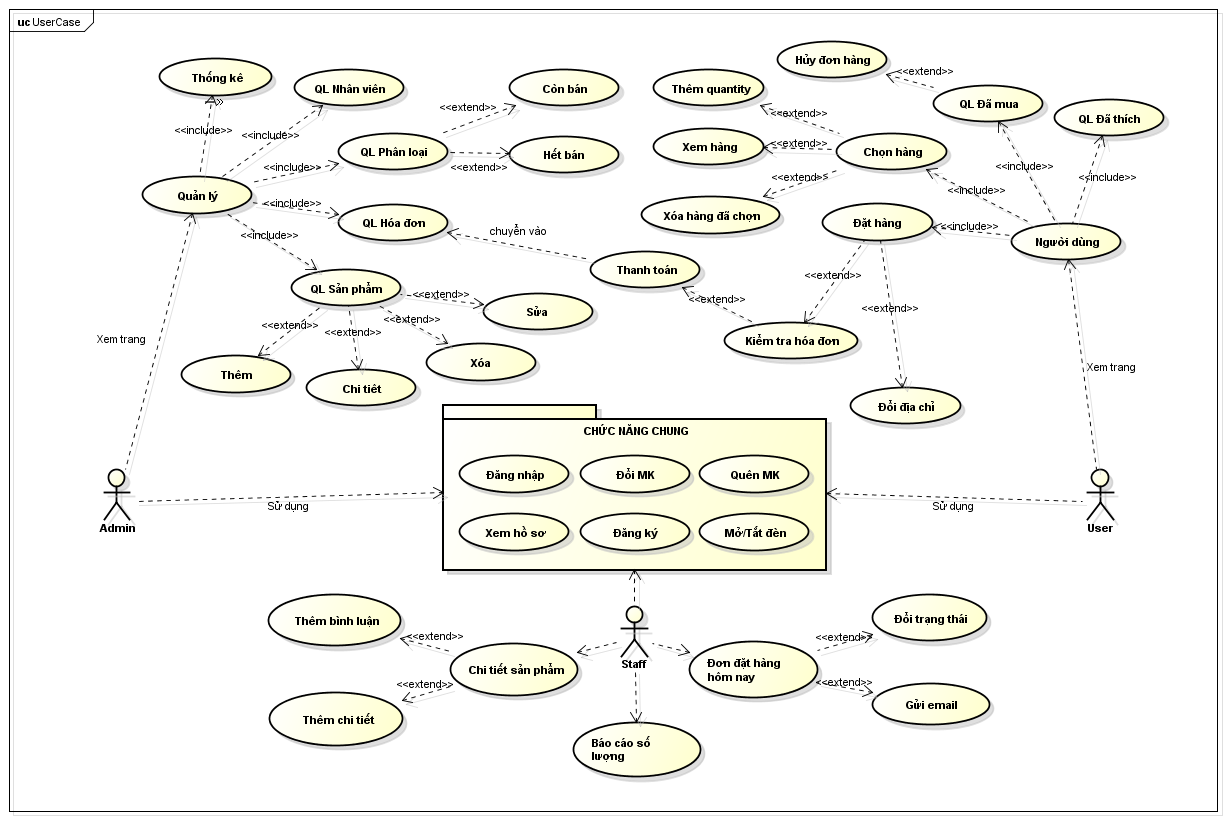 uc UserCase
Thống kê
QL Nhân viên
Còn bán
Thêm quantity
Hủy đơn hàng
QL Đã mua
QL Đã thích
<<extend>>
<<extend>>
<<extend>>
<<include>>
<<include>>
QL Phân loại
Hết bán
Xem hàng
<<extend>>
Chọn hàng
<<include>>
<<extend>>
<<include>>
<<include>>
<<extend>>
<<include>>
Quản lý
<<include>>
QL Hóa đơn
Xóa hàng đã chọn
Đặt hàng
<<include>>
Người dùng
<<include>>
chuyển vào
Thanh toán
<<extend>>
QL Sản phẩm
<<extend>>
<<extend>>
<<extend>>
Sửa
<<extend>>
<<extend>>
<<extend>>
Xem trang
Kiểm tra hóa đơn
Xóa
Xem trang
Thêm
Chi tiêt
Đổi địa chỉ
CHỨC NĂNG CHUNG
Đăng nhập
Đổi MK
Quên MK
Sử dụng
Sử dụng
Admin
Xem hồ sơ
Đăng ký
Mở/Tắt đèn
User
Thêm bình luận
<<extend>>
Đổi trạng thái
<<extend>>
Staff
Chi tiết sản phẩm
Đơn đặt hàng
hôm nay
<<extend>>
<<extend>>
Thêm chi tiết
Gửi email
Báo cáo số
lượng